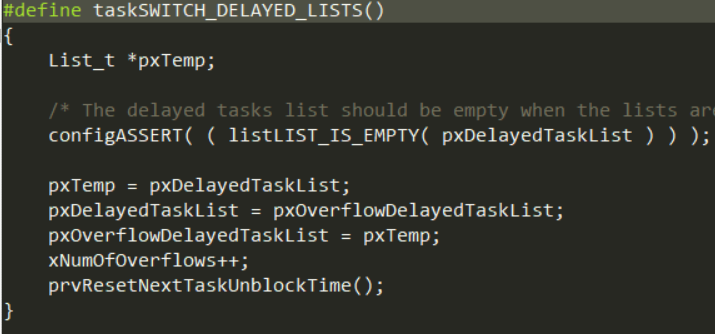 #define taskSWITCH_DELAYED_LISTS()
{
    List_t *pxTemp;

    /* The delayed tasks list should be empty when the lists are
    configASSERT( ( listLIST_IS_EMPTY( pxDelayedTaskList ) ) );

    pxTemp = pxDelayedTaskList;
    pxDelayedTaskList = pxOverflowDelayedTaskList;
    pxOverflowDelayedTaskList = pxTemp;
    xNumOfOverflows++;
    prvResetNextTaskUnblockTime();
}